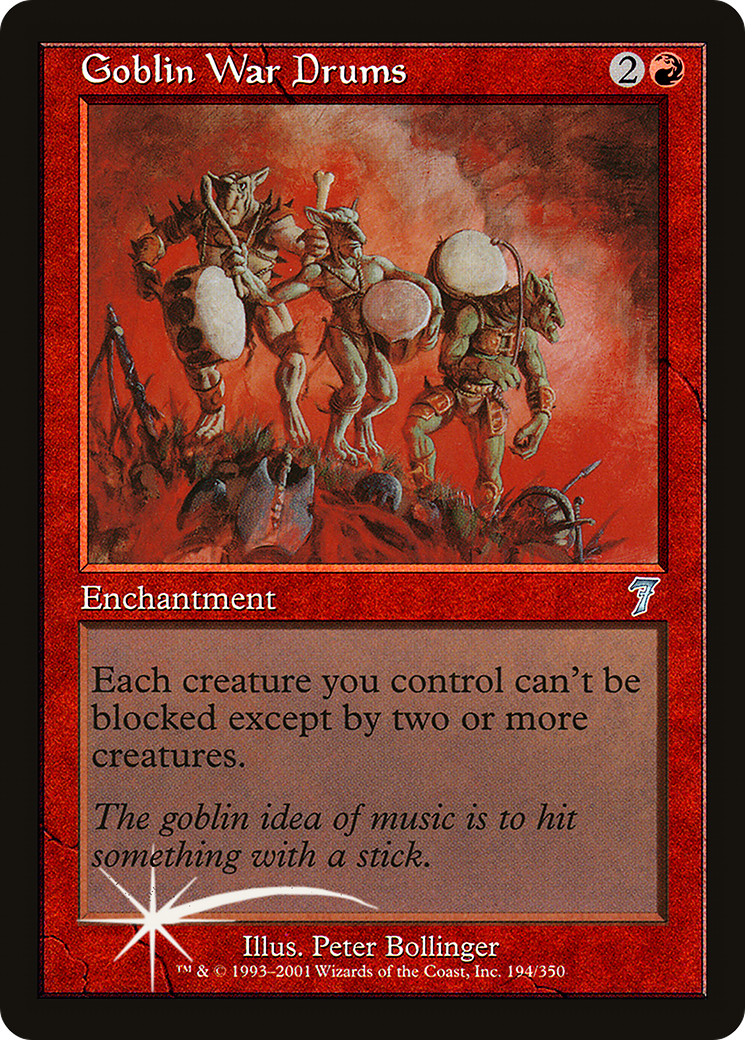 Goblin War Drums 2
Enchantment 7
Each creature you control can't be
blocked except by two or more
creatures.
The goblin idea of music is to hit
something with a stick.
Illus. Peter Bollinger
™ & © 1993–2001 Wizards of the Coast, Inc. 194/350